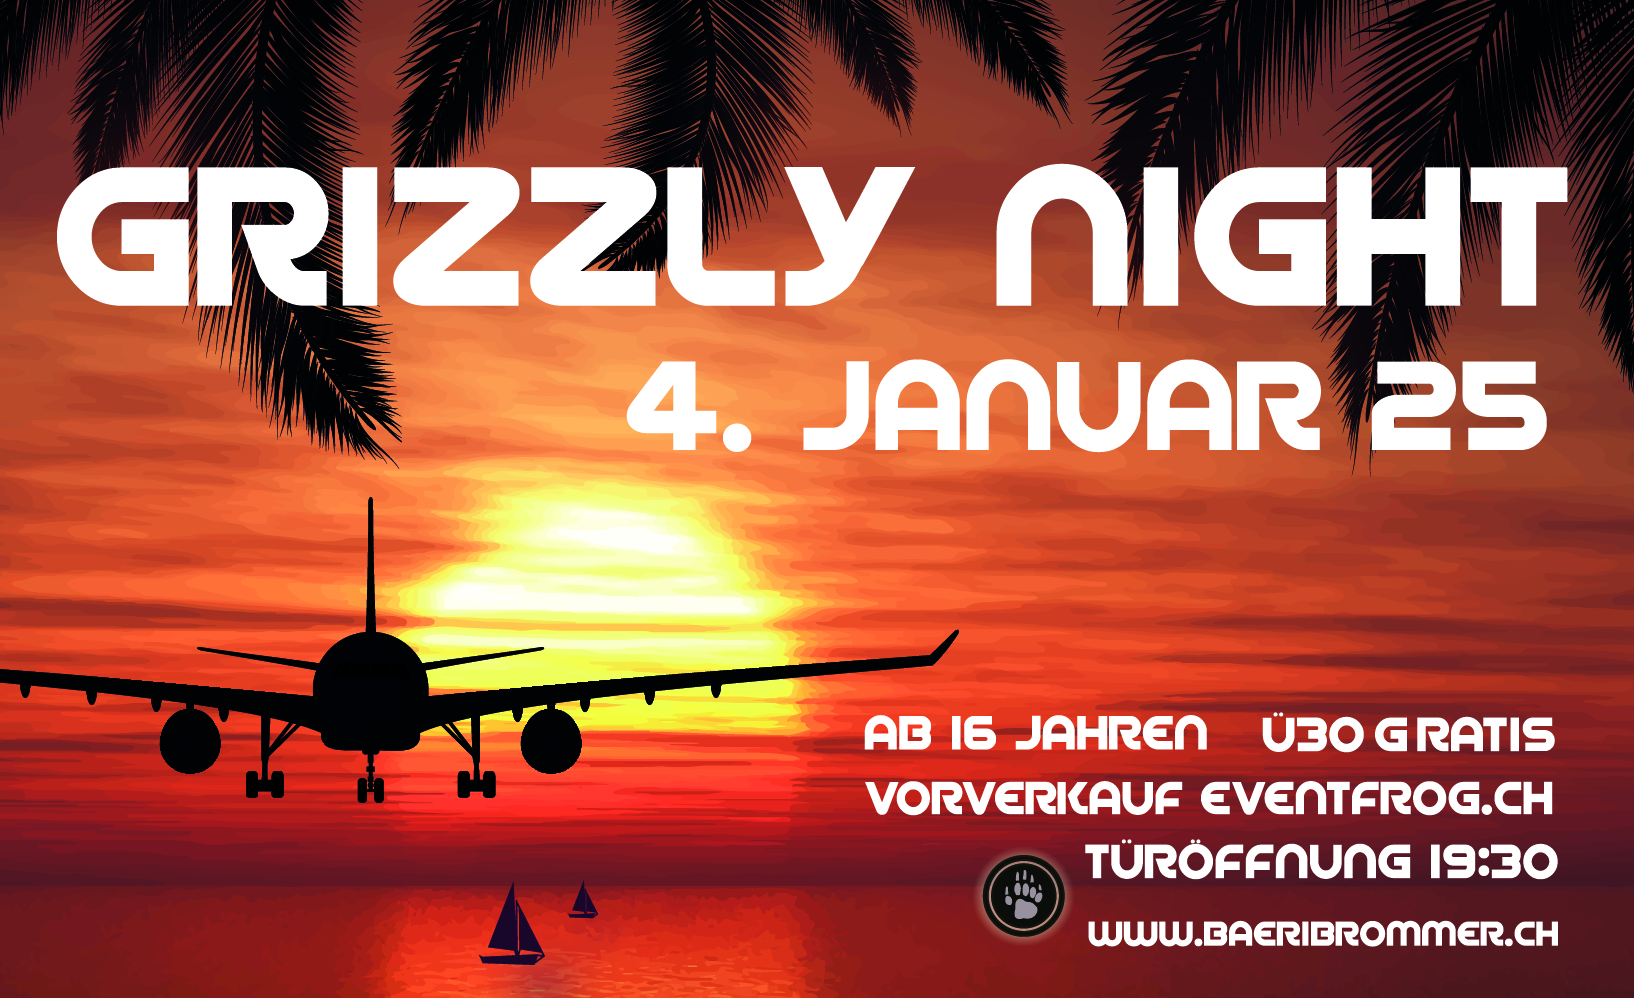 GRIZZLY NIGHT
4. JANUAR 25
AB 16 JAHREN Ü30 GRATIS
VORVERKAUF EVENTFROG.CH
TÜRÖFFNUNG 19:30
WWW.BAERIBROMMER.CH